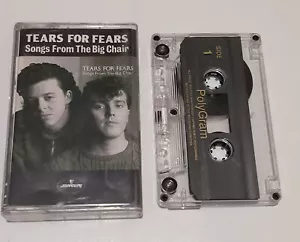 TEARS FOR FEARS
Songs From The Big Chair
TEARS FOR FEARS
Songs From The Big Chair
mercury
SIDE
1
PolyGram